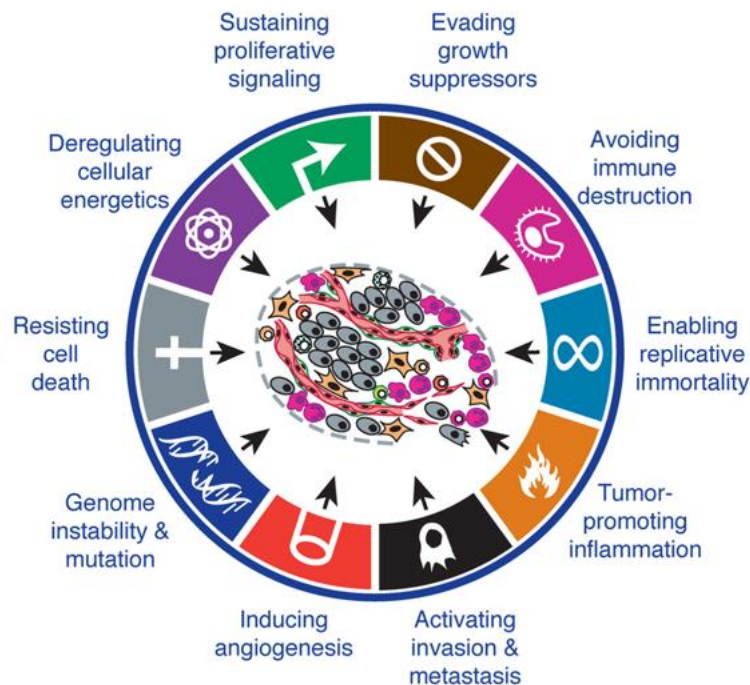 Sustaining
proliferative
signaling
Evading
growth
suppressors
Avoiding
immune
destruction
Enabling
replicative
immortality
Tumor-
promoting
inflammation
Activating
invasion &
metastasis
Inducing
angiogenesis
Genome
instability &
mutation
Resisting
cell
death
Deregulating
cellular
energetics